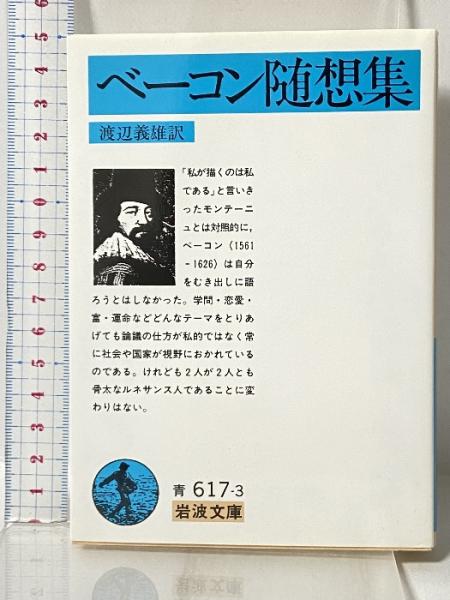 ベーコン随想集
渡辺義雄訳
「私が描くのは私
である」と言いき
ったモンテーニ
ュとは対照的に,
ベーコン(1561
-1626)は自分
をむき出しに語
ろうとはしなかった。学問・恋愛・
富・運命などどんなテーマをとりあ
げても論議の仕方が私的ではなく常
に社会や国家が視野におかれている
のである。けれども2人が2人とも
骨太なルネサンス人であることに変
わりはない。
青 617-3
岩波文庫